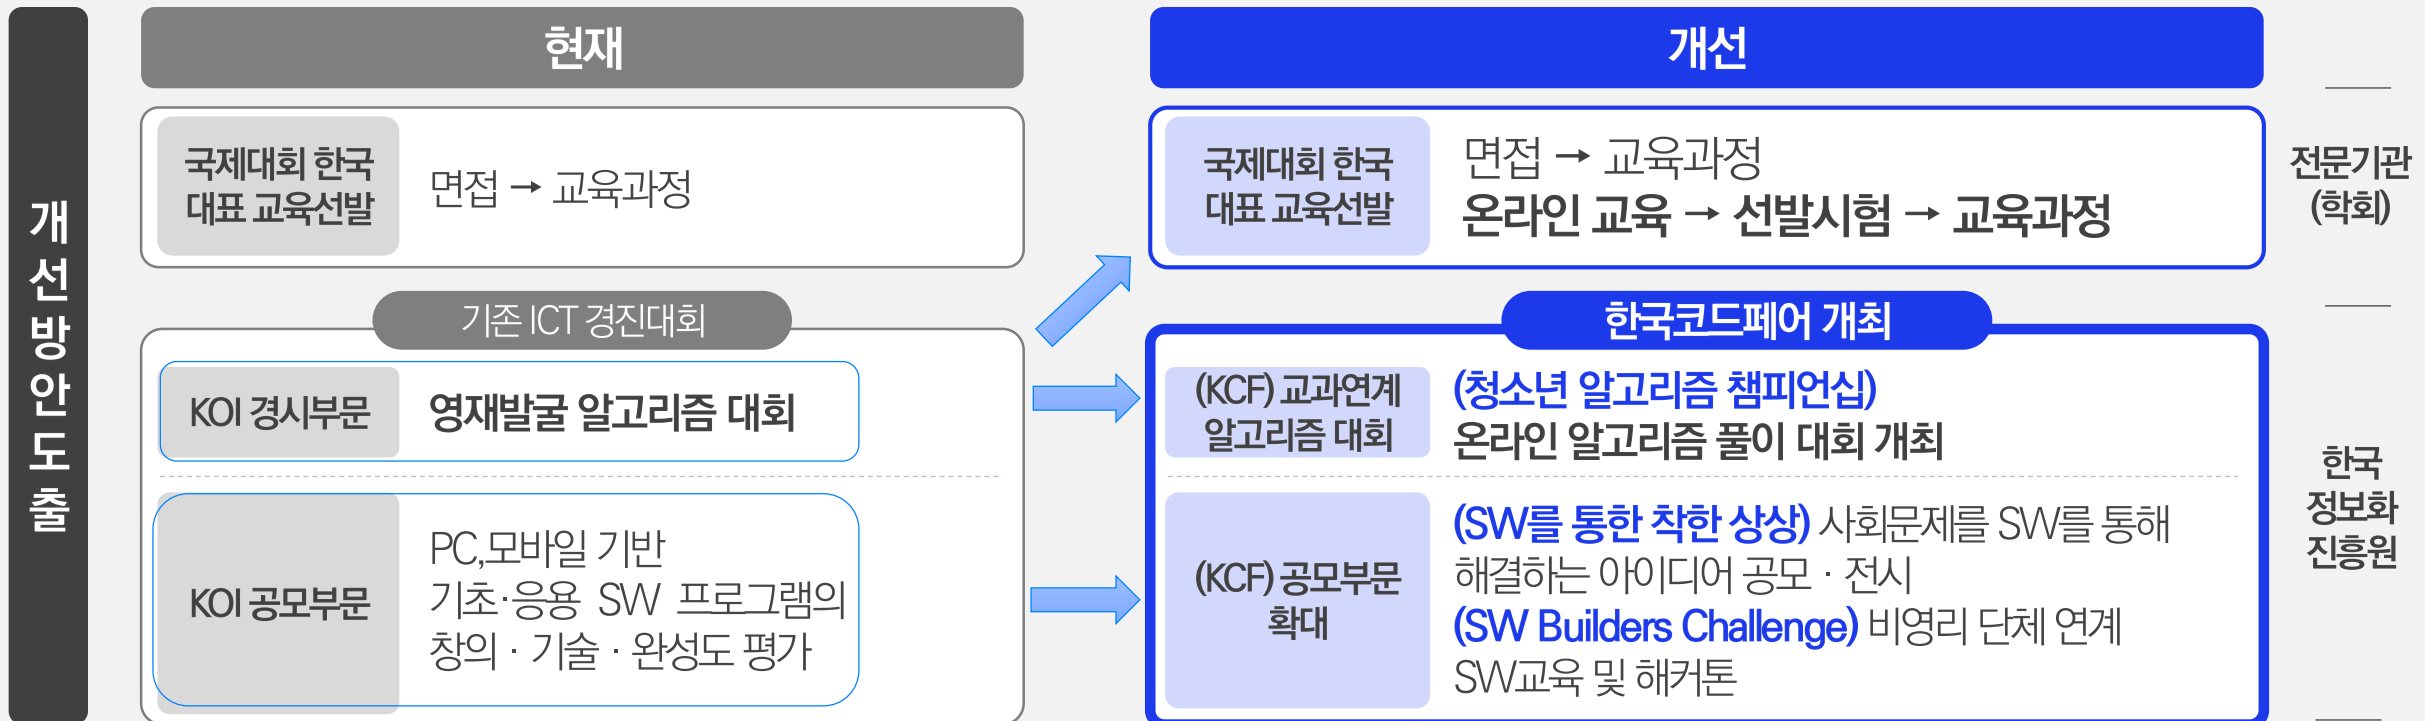 개선방안도출
현재
국제대회 한국
대표 교육선발
면접 → 교육과정
기존 ICT 경진대회
KOI 경시부문
영재발굴 알고리즘 대회
KOI 공모부문
PC,모바일 기반
기초·응용 SW 프로그램의
창의 · 기술 · 완성도 평가
개선
국제대회 한국
대표 교육선발
면접 → 교육과정
온라인 교육 → 선발시험 → 교육과정
한국코드페어 개최
(KCF) 교과연계
알고리즘 대회
(청소년 알고리즘 챔피언십)
온라인 알고리즘 풀이 대회 개최
(KCF) 공모부문
확대
(SW를 통한 착한 상상) 사회문제를 SW를 통해
해결하는 아이디어 공모 · 전시
(SW Builders Challenge) 비영리 단체 연계
SW교육 및 해커톤
전문기관
(학회)
한국
정보화
진흥원